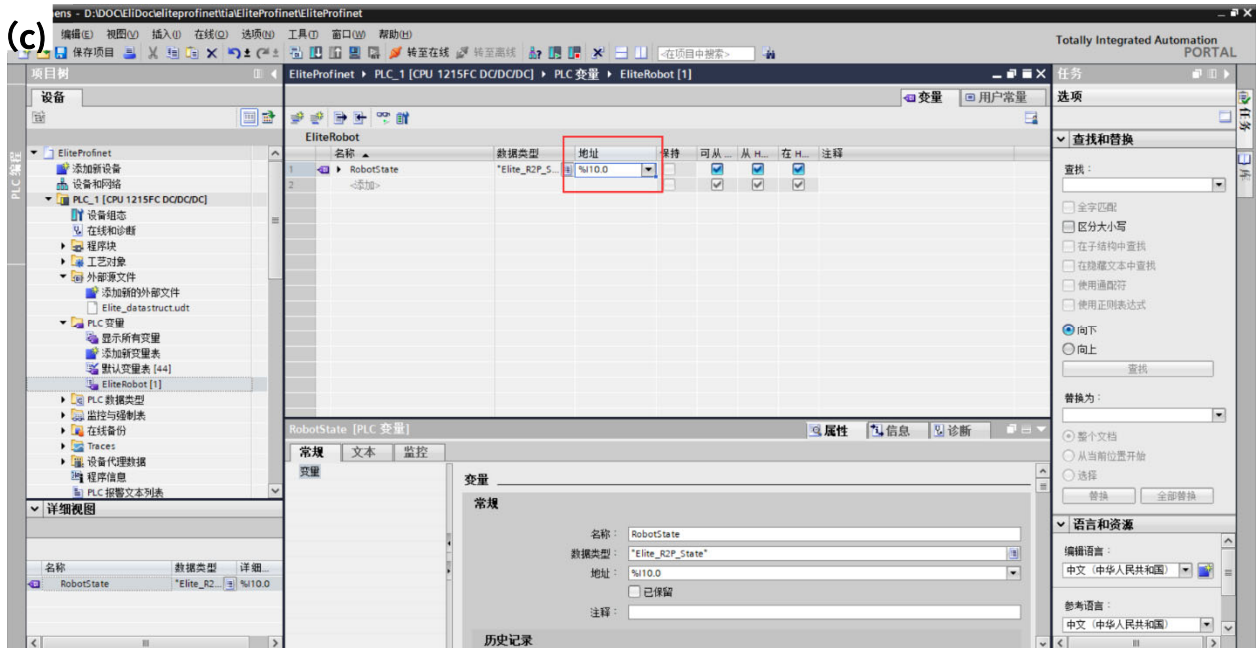 (c)
ens - D:\DOC\EliDoc\eliteprofinet\tia\EliteProfinet\EliteProfinet
编辑(E) 视图(V) 插入(I) 在线(O) 选项(N) 工具(T) 窗口(W) 帮助(H)
保存项目 转至在线 转至离线 <在项目中搜索>
Totally Integrated Automation
PORTAL
项目树
设备
PLC 编程
EliteProfinet
添加新设备
设备和网络
PLC_1 [CPU 1215FC DC/DC/DC]
设备组态
在线和诊断
程序块
工艺对象
外部源文件
添加新的外部文件
Elite_datastruct.udt
PLC 变量
显示所有变量
添加新变量表
默认变量表 [44]
EliteRobot [1]
PLC 数据类型
监控与强制表
在线备份
Traces
设备代理数据
程序信息
PLC 报警文本列表
详细视图
名称 数据类型 详细...
RobotState "Elite_R2... %I10.0
EliteProfinet ▸ PLC_1 [CPU 1215FC DC/DC/DC] ▸ PLC 变量 ▸ EliteRobot [1]
变量 用户常量
EliteRobot
名称 数据类型 地址 保持 可从... 从 H... 在 H... 注释
1 RobotState "Elite_R2P_S... %I10.0
2 <添加>
RobotState [PLC 变量]
属性 信息 诊断
常规 文本 监控
变量
变量
常规
名称： RobotState
数据类型： "Elite_R2P_State"
地址： %I10.0
已保留
注释：
历史记录
任务
选项
查找和替换
查找：
全字匹配
区分大小写
在子结构中查找
在隐藏文本中查找
使用通配符
使用正则表达式
向下
向上
查找
替换为：
整个文档
从当前位置开始
选择
替换 全部替换
语言和资源
编辑语言：
中文（中华人民共和国）
参考语言：
中文（中华人民共和国）
任务
库